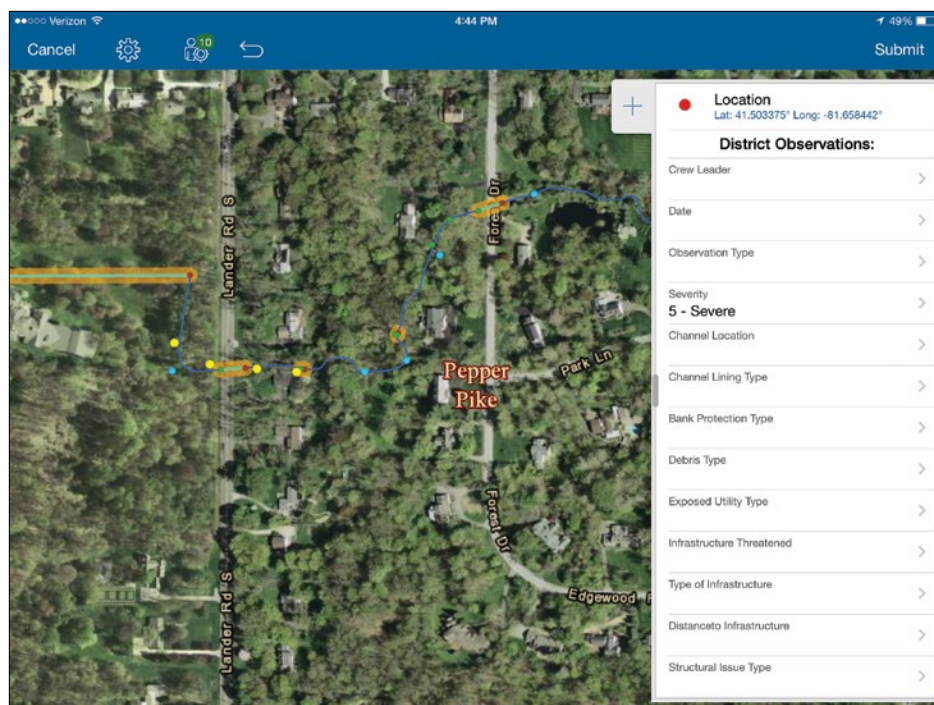 Verizon 4:44 PM 49%
Cancel 10 Submit
Location
Lat: 41.503375° Long: -81.658442°
District Observations:
Crew Leader
Date
Observation Type
Severity
5 - Severe
Channel Location
Channel Lining Type
Bank Protection Type
Debris Type
Exposed Utility Type
Infrastructure Threatened
Type of Infrastructure
Distanceto Infrastructure
Structural Issue Type
Lander Rd S
Forest Dr
Pepper
Pike
Park Ln
Forest Dr
Edgewood
Lander Rd S